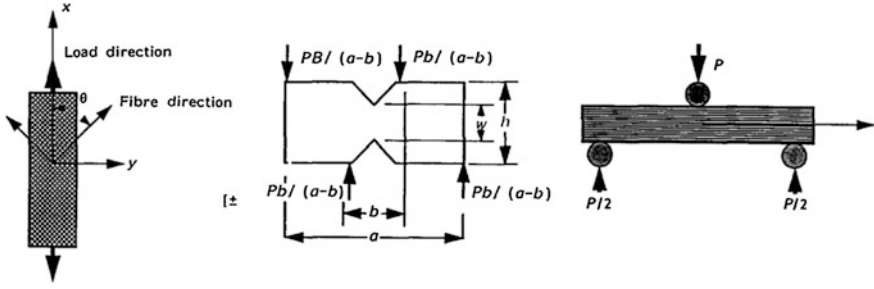 x
Load direction
θ
Fibre direction
y
[±
PB/ (a-b)
Pb/ (a-b)
w
h
Pb/ (a-b)
b
Pb/ (a-b)
a
P
P/2
P/2